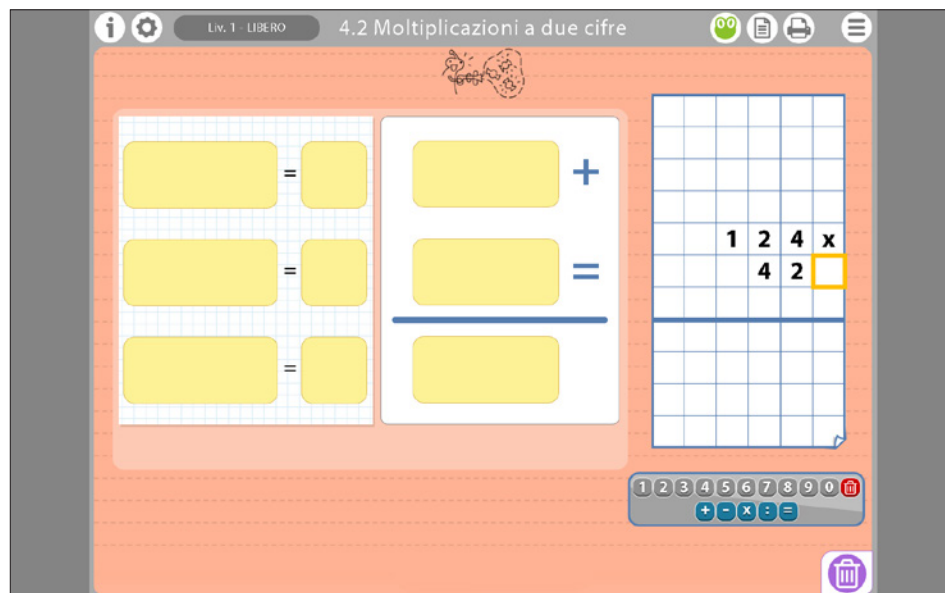 Liv. 1 - LIBERO
4.2 Moltiplicazioni a due cifre
= +
= =
=
1 2 4 x
4 2
1 2 3 4 5 6 7 8 9 0
+ - x : =